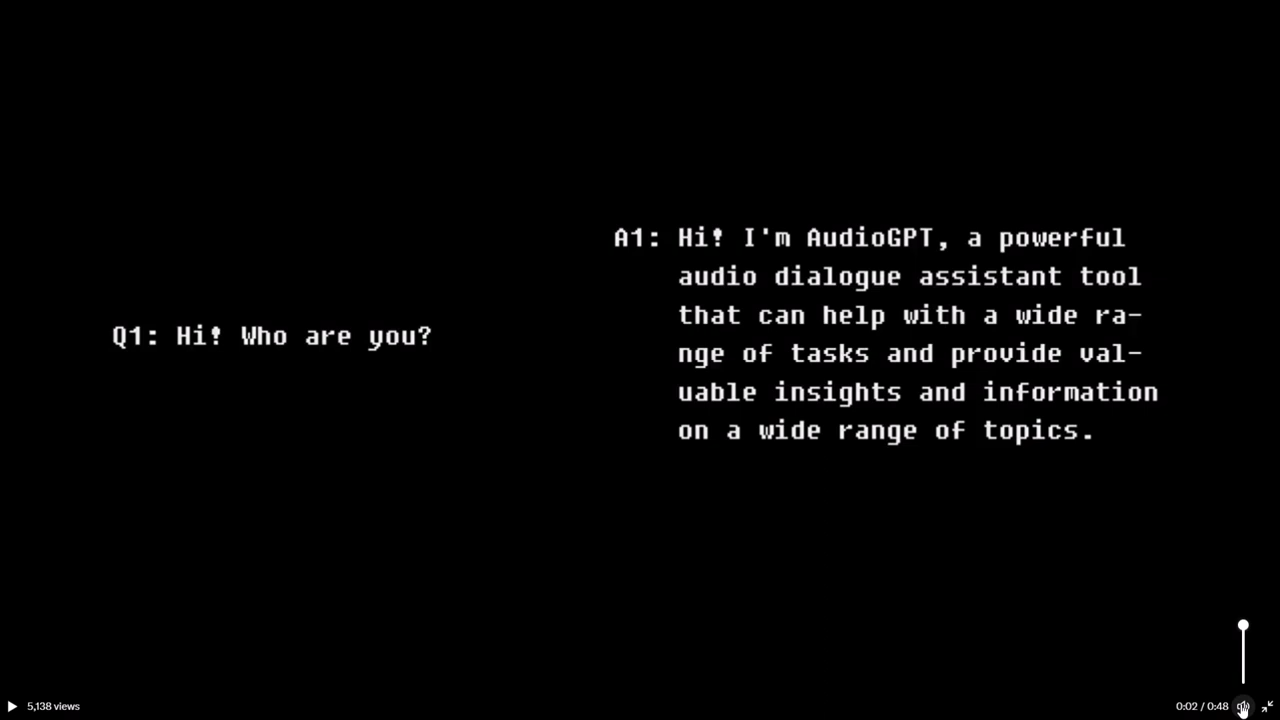 Q1: Hi! Who are you?
A1: Hi! I'm AudioGPT, a powerful
audio dialogue assistant tool
that can help with a wide ra-
nge of tasks and provide val-
uable insights and information
on a wide range of topics.
5,138 views
0:02 / 0:48